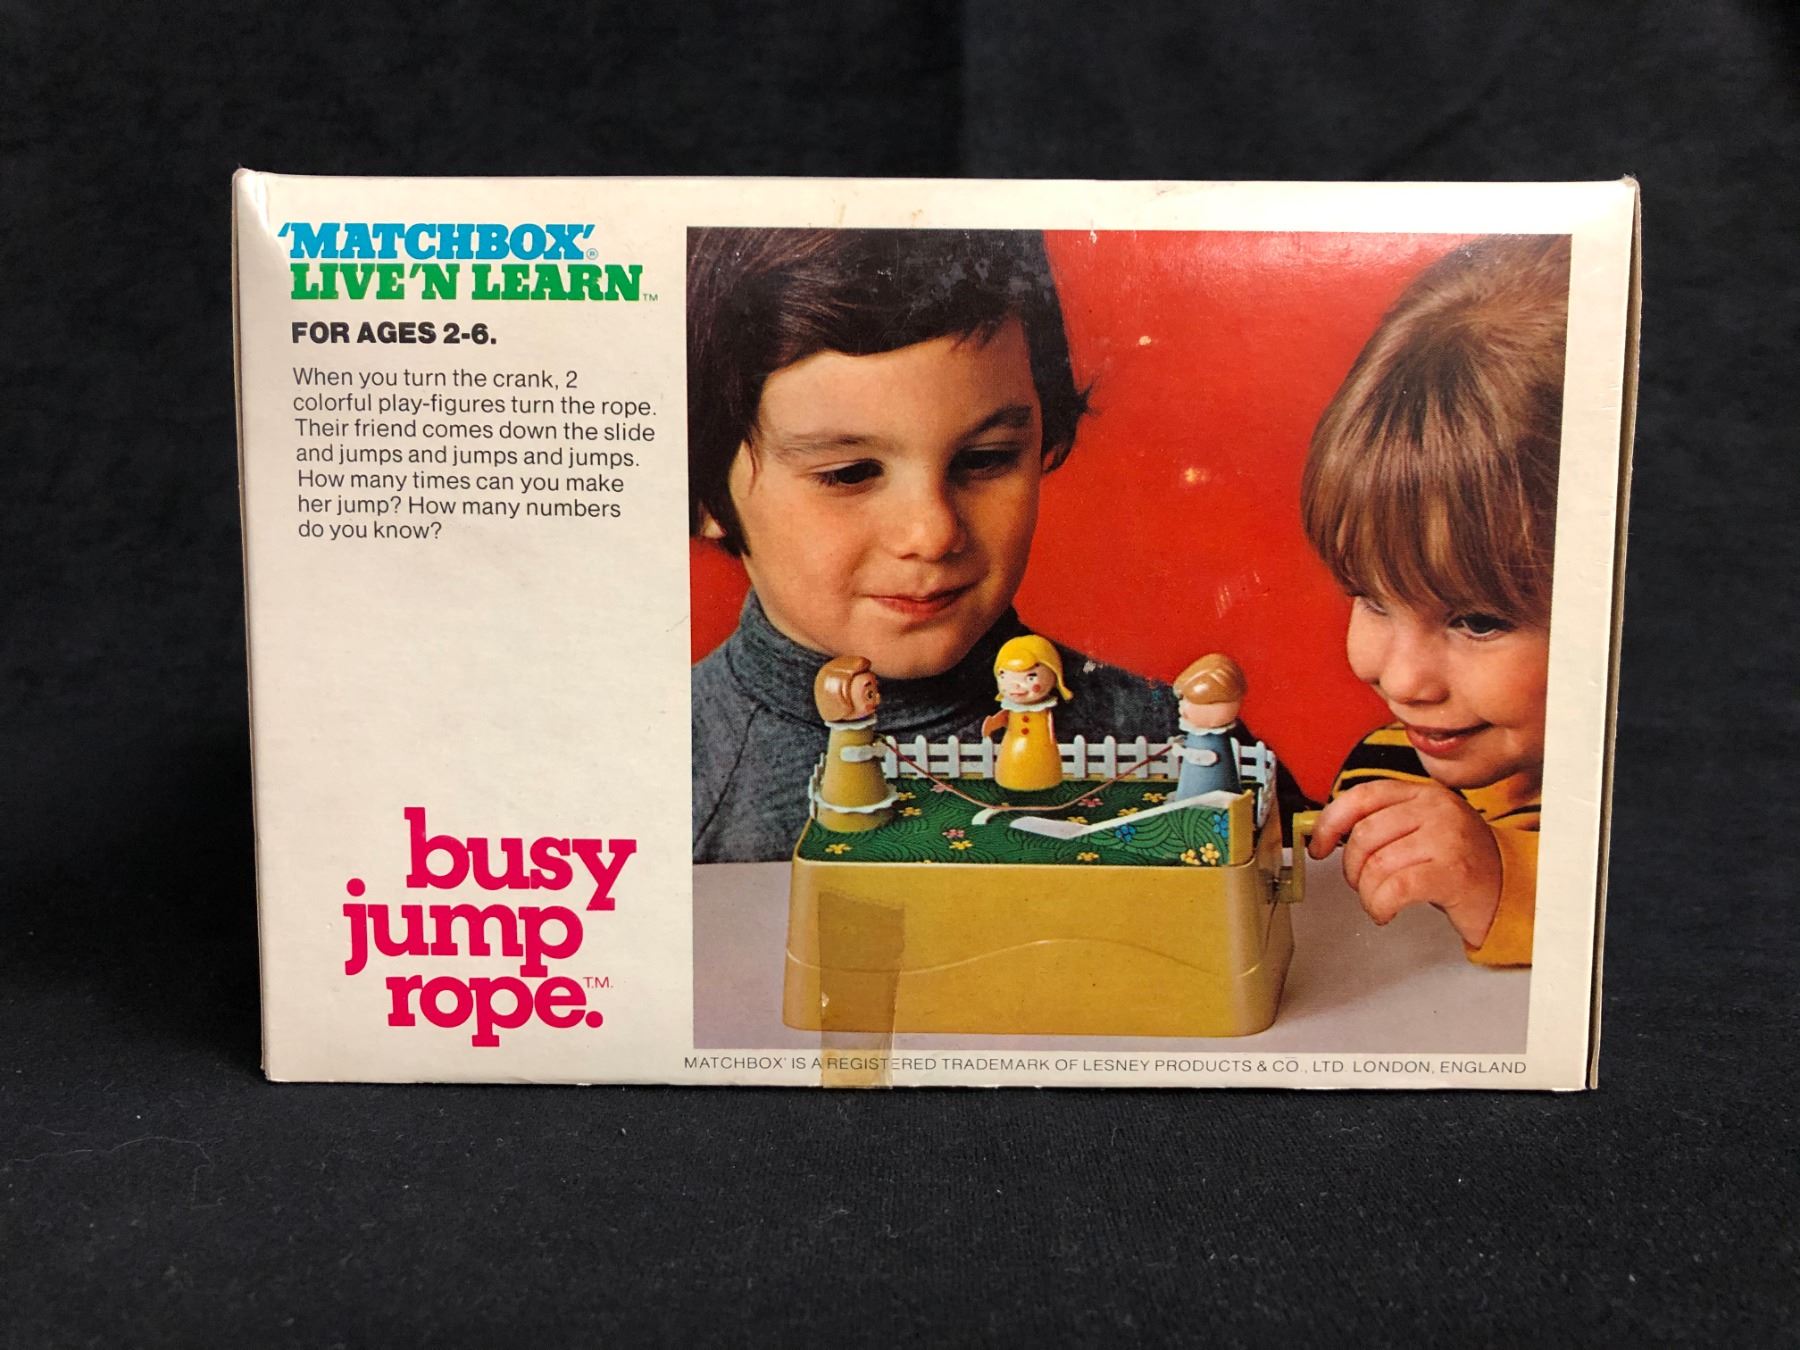 'MATCHBOX'®
LIVE'N LEARN™
FOR AGES 2-6.
When you turn the crank, 2
colorful play-figures turn the rope.
Their friend comes down the slide
and jumps and jumps and jumps.
How many times can you make
her jump? How many numbers
do you know?
busy
jump
rope.T.M.
MATCHBOX' IS A REGISTERED TRADEMARK OF LESNEY PRODUCTS & CO., LTD. LONDON, ENGLAND